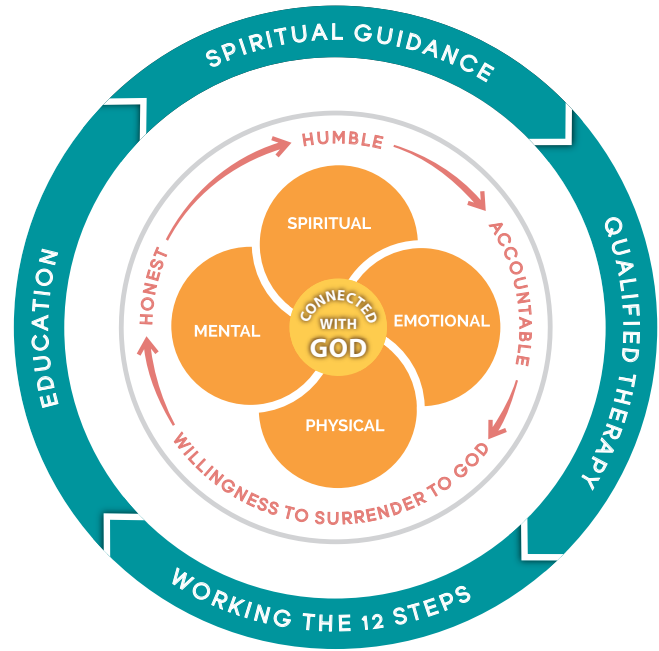 SPIRITUAL GUIDANCE
QUALIFIED THERAPY
WORKING THE 12 STEPS
EDUCATION
HUMBLE
ACCOUNTABLE
WILLINGNESS TO SURRENDER TO GOD
HONEST
SPIRITUAL
EMOTIONAL
PHYSICAL
MENTAL
CONNECTED
WITH
GOD